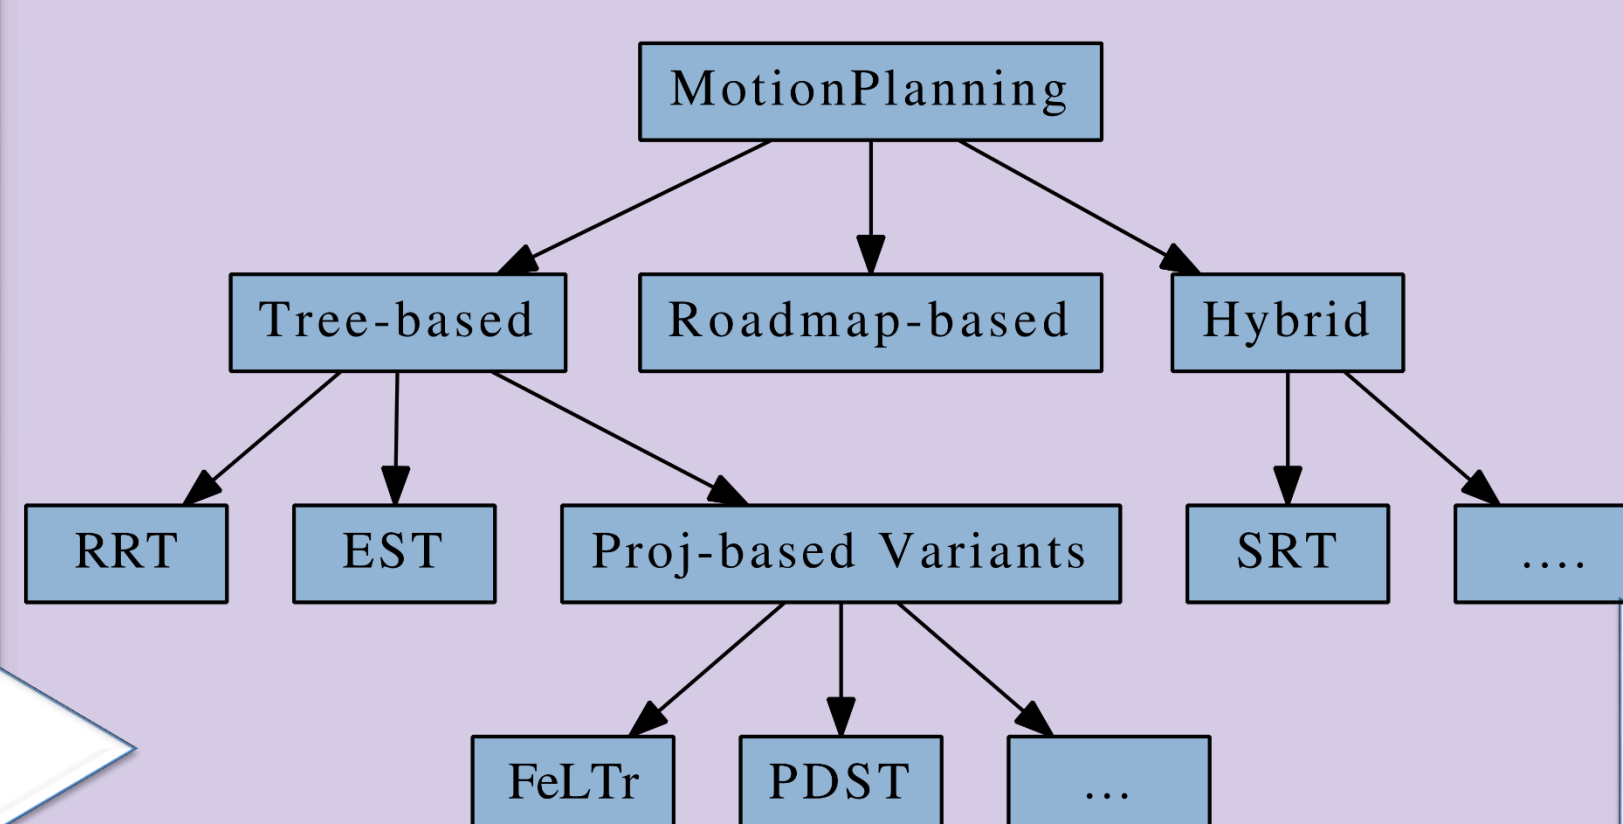 MotionPlanning
Tree-based
Roadmap-based
Hybrid
RRT
EST
Proj-based Variants
SRT
....
FeLTr
PDST
...